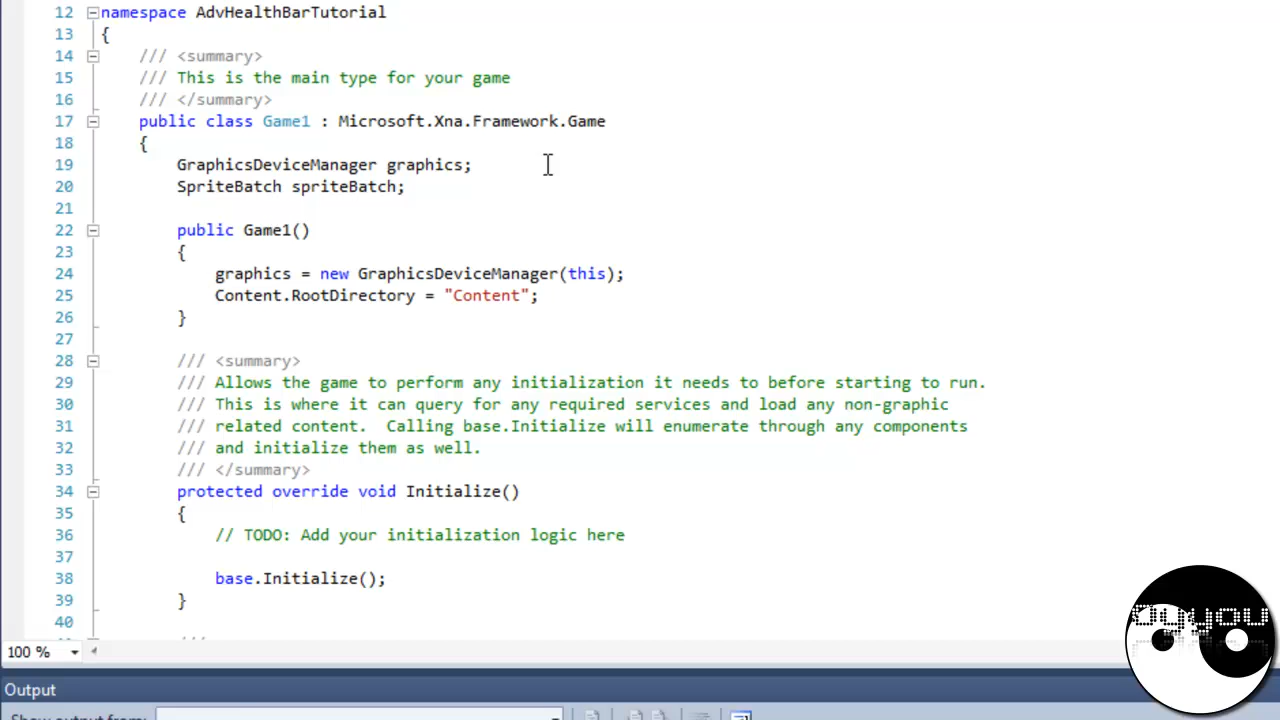 12 namespace AdvHealthBarTutorial
13 {
14 /// <summary>
15 /// This is the main type for your game
16 /// </summary>
17 public class Game1 : Microsoft.Xna.Framework.Game
18 {
19 GraphicsDeviceManager graphics;
20 SpriteBatch spriteBatch;
21
22 public Game1()
23 {
24 graphics = new GraphicsDeviceManager(this);
25 Content.RootDirectory = "Content";
26 }
27
28 /// <summary>
29 /// Allows the game to perform any initialization it needs to before starting to run.
30 /// This is where it can query for any required services and load any non-graphic
31 /// related content.  Calling base.Initialize will enumerate through any components
32 /// and initialize them as well.
33 /// </summary>
34 protected override void Initialize()
35 {
36 // TODO: Add your initialization logic here
37
38 base.Initialize();
39 }
40
///
100 %
Output
Show output from:
Oyyou